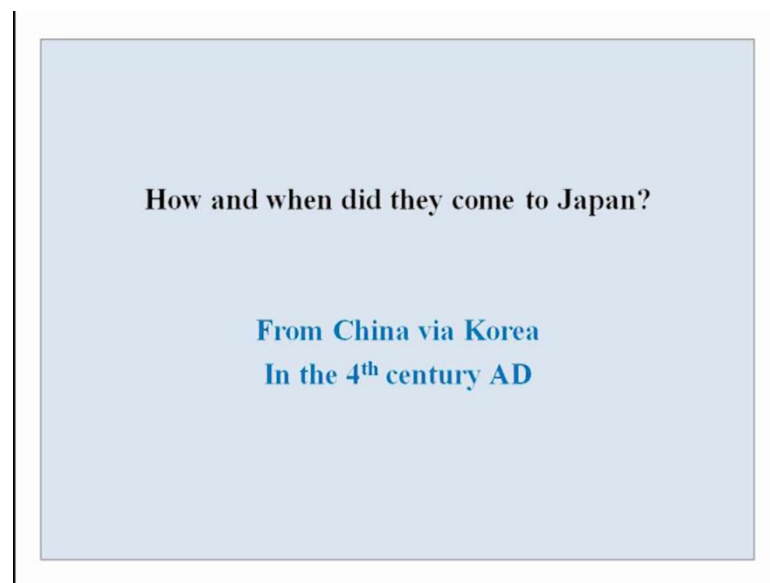 How and when did they come to Japan?
From China via Korea
In the 4th century AD